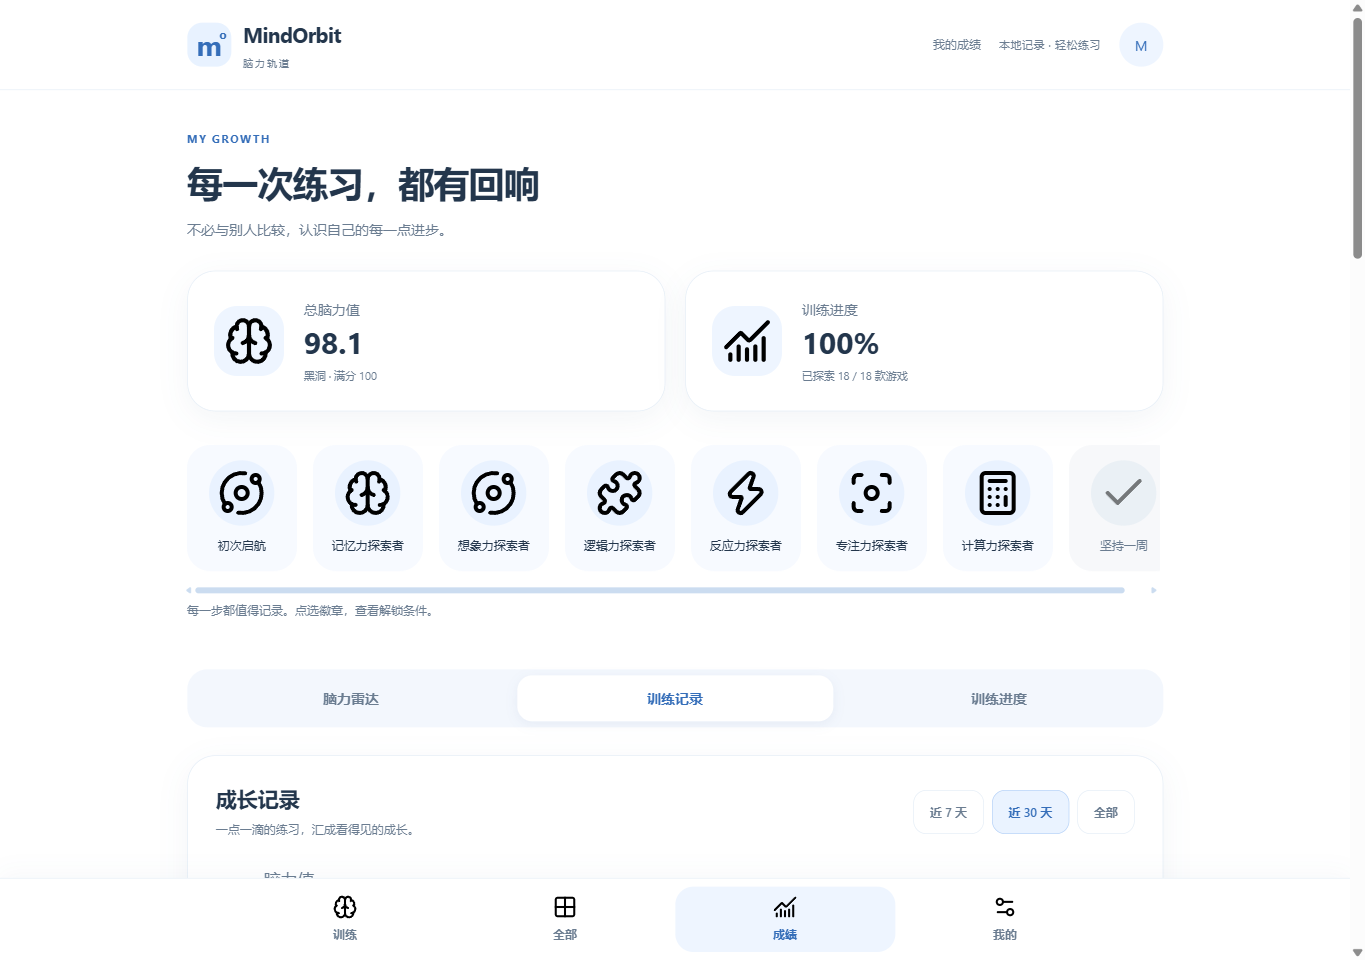 m°
MindOrbit
脑力轨道
我的成绩
本地记录 · 轻松练习
M
MY GROWTH
每一次练习，都有回响
不必与别人比较，认识自己的每一点进步。
总脑力值
98.1
黑洞 · 满分 100
训练进度
100%
已探索 18 / 18 款游戏
初次启航
记忆力探索者
想象力探索者
逻辑力探索者
反应力探索者
专注力探索者
计算力探索者
坚持一周
每一步都值得记录。点选徽章，查看解锁条件。
脑力雷达
训练记录
训练进度
成长记录
一点一滴的练习，汇成看得见的成长。
近 7 天
近 30 天
全部
脑力值
训练
全部
成绩
我的